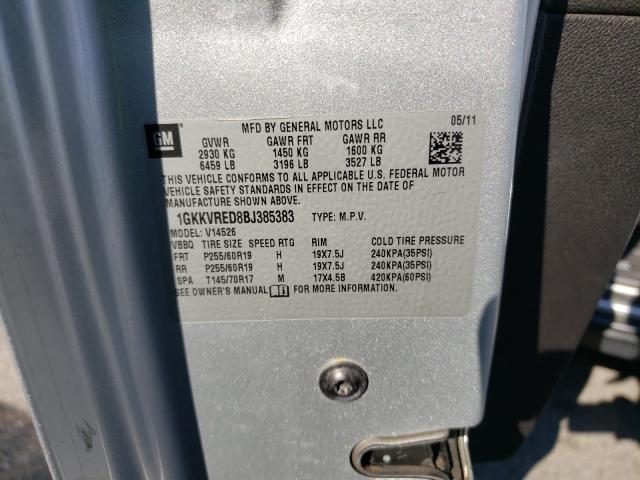 MFD BY GENERAL MOTORS LLC 05/11
GM
GVWR GAWR FRT GAWR RR
2930 KG 1450 KG 1600 KG
6459 LB 3196 LB 3527 LB
THIS VEHICLE CONFORMS TO ALL APPLICABLE U.S. FEDERAL MOTOR
VEHICLE SAFETY STANDARDS IN EFFECT ON THE DATE OF
MANUFACTURE SHOWN ABOVE.
1GKKVRED8BJ385383 TYPE: M.P.V.
MODEL: V14526
VBBQ TIRE SIZE SPEED RTG RIM COLD TIRE PRESSURE
FRT P255/60R19 H 19X7.5J 240KPA(35PSI)
RR P255/60R19 H 19X7.5J 240KPA(35PSI)
SPA T145/70R17 M 17X4.5B 420KPA(60PSI)
SEE OWNER'S MANUAL FOR MORE INFORMATION.